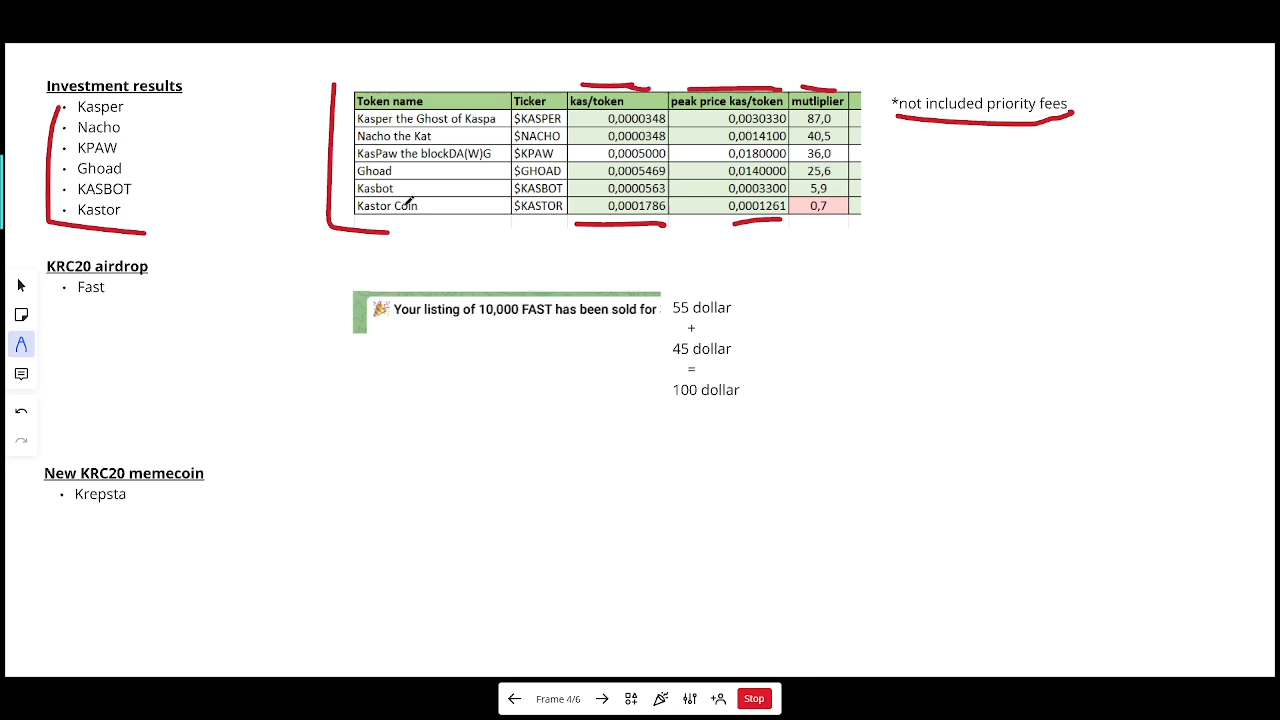 Investment results
• Kasper
• Nacho
• KPAW
• Ghoad
• KASBOT
• Kastor
Token name Ticker kas/token peak price kas/token mutliplier
Kasper the Ghost of Kaspa $KASPER 0,0000348 0,0030330 87,0
Nacho the Kat $NACHO 0,0000348 0,0014100 40,5
KasPaw the blockDA(W)G $KPAW 0,0005000 0,0180000 36,0
Ghoad $GHOAD 0,0005469 0,0140000 25,6
Kasbot $KASBOT 0,0000563 0,0003300 5,9
Kastor Coin $KASTOR 0,0001786 0,0001261 0,7
*not included priority fees
KRC20 airdrop
• Fast
Your listing of 10,000 FAST has been sold for
55 dollar
+
45 dollar
=
100 dollar
New KRC20 memecoin
• Krepsta
Frame 4/6
Stop